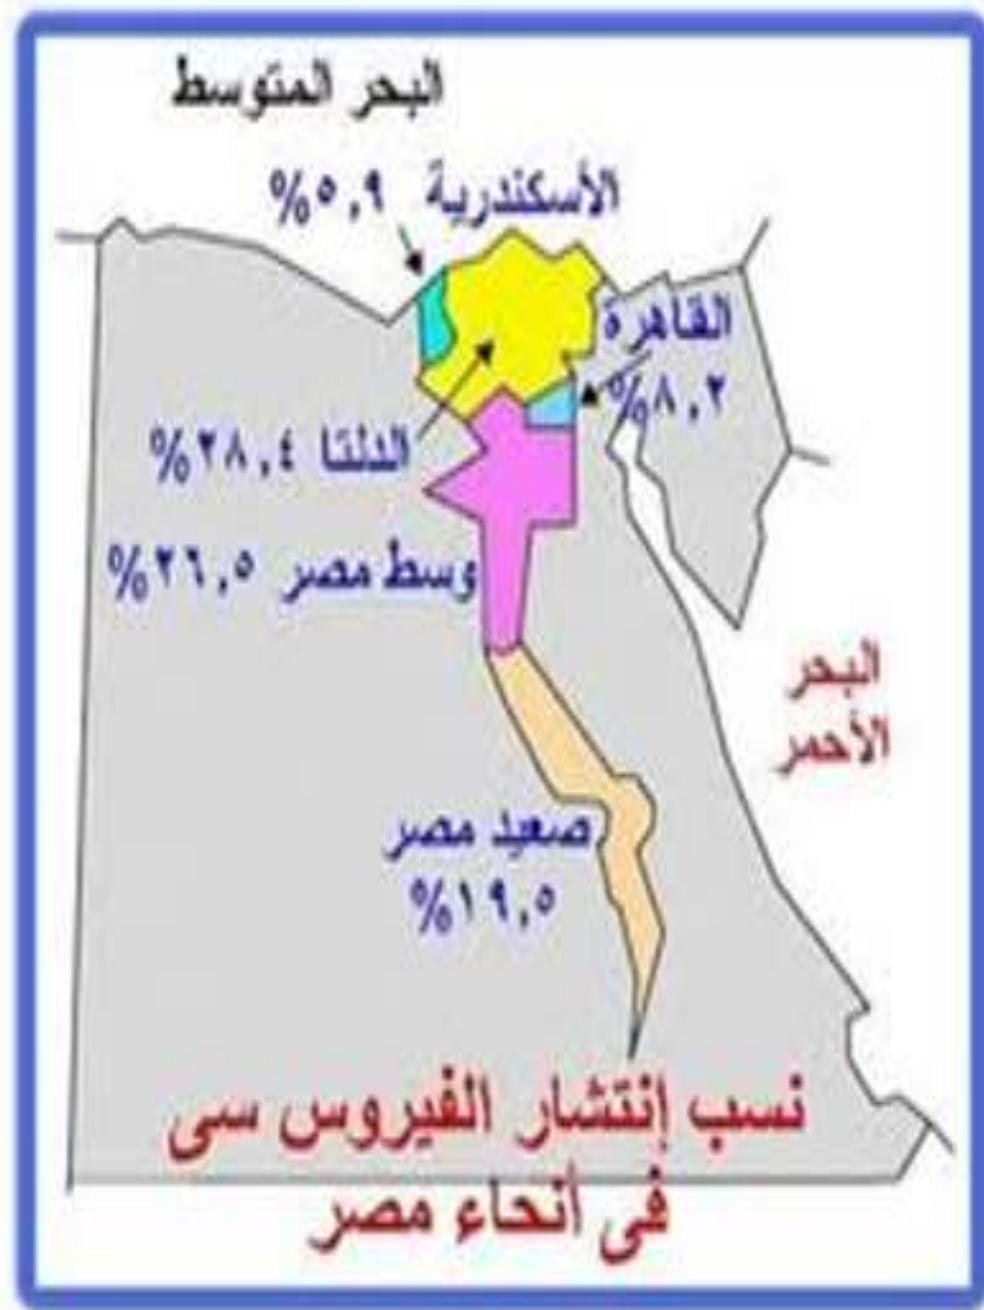 البحر المتوسط
الأسكندرية ٥,٩%
القاهرة
٨,٢%
الدلتا ٢٨,٤%
وسط مصر ٢٦,٥%
البحر
الأحمر
صعيد مصر
١٩,٥%
نسب إنتشار الفيروس سى
فى أنحاء مصر